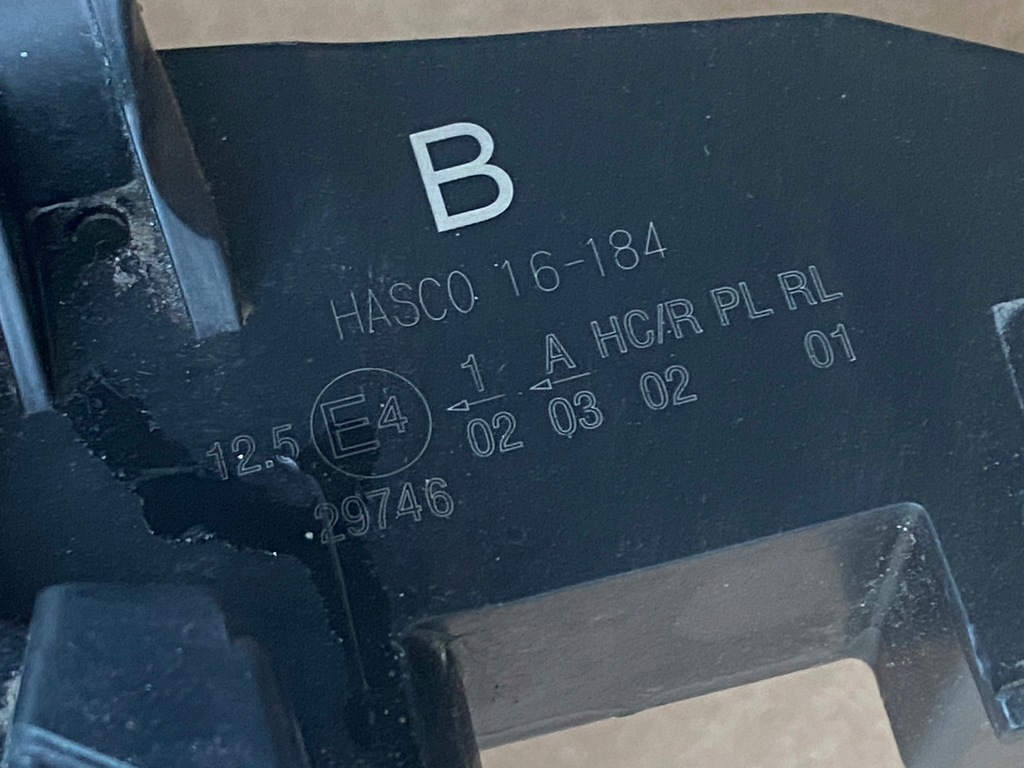 B
HASCO 16-184
1 A HC/R PL RL
12.5 E4 02 03 02 01
29746